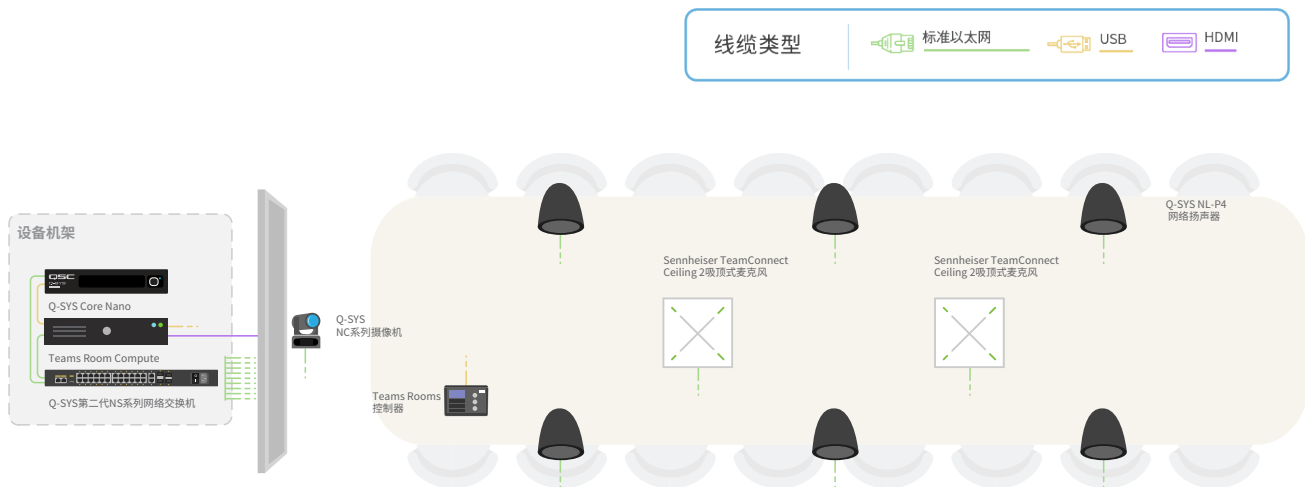 线缆类型
标准以太网
USB
HDMI
Q-SYS NL-P4
网络扬声器
设备机架
Sennheiser TeamConnect
Ceiling 2吸顶式麦克风
Sennheiser TeamConnect
Ceiling 2吸顶式麦克风
QSC
Q-SYS
Q-SYS Core Nano
Q-SYS
NC系列摄像机
Teams Room Compute
Teams Rooms
控制器
Q-SYS第二代NS系列网络交换机